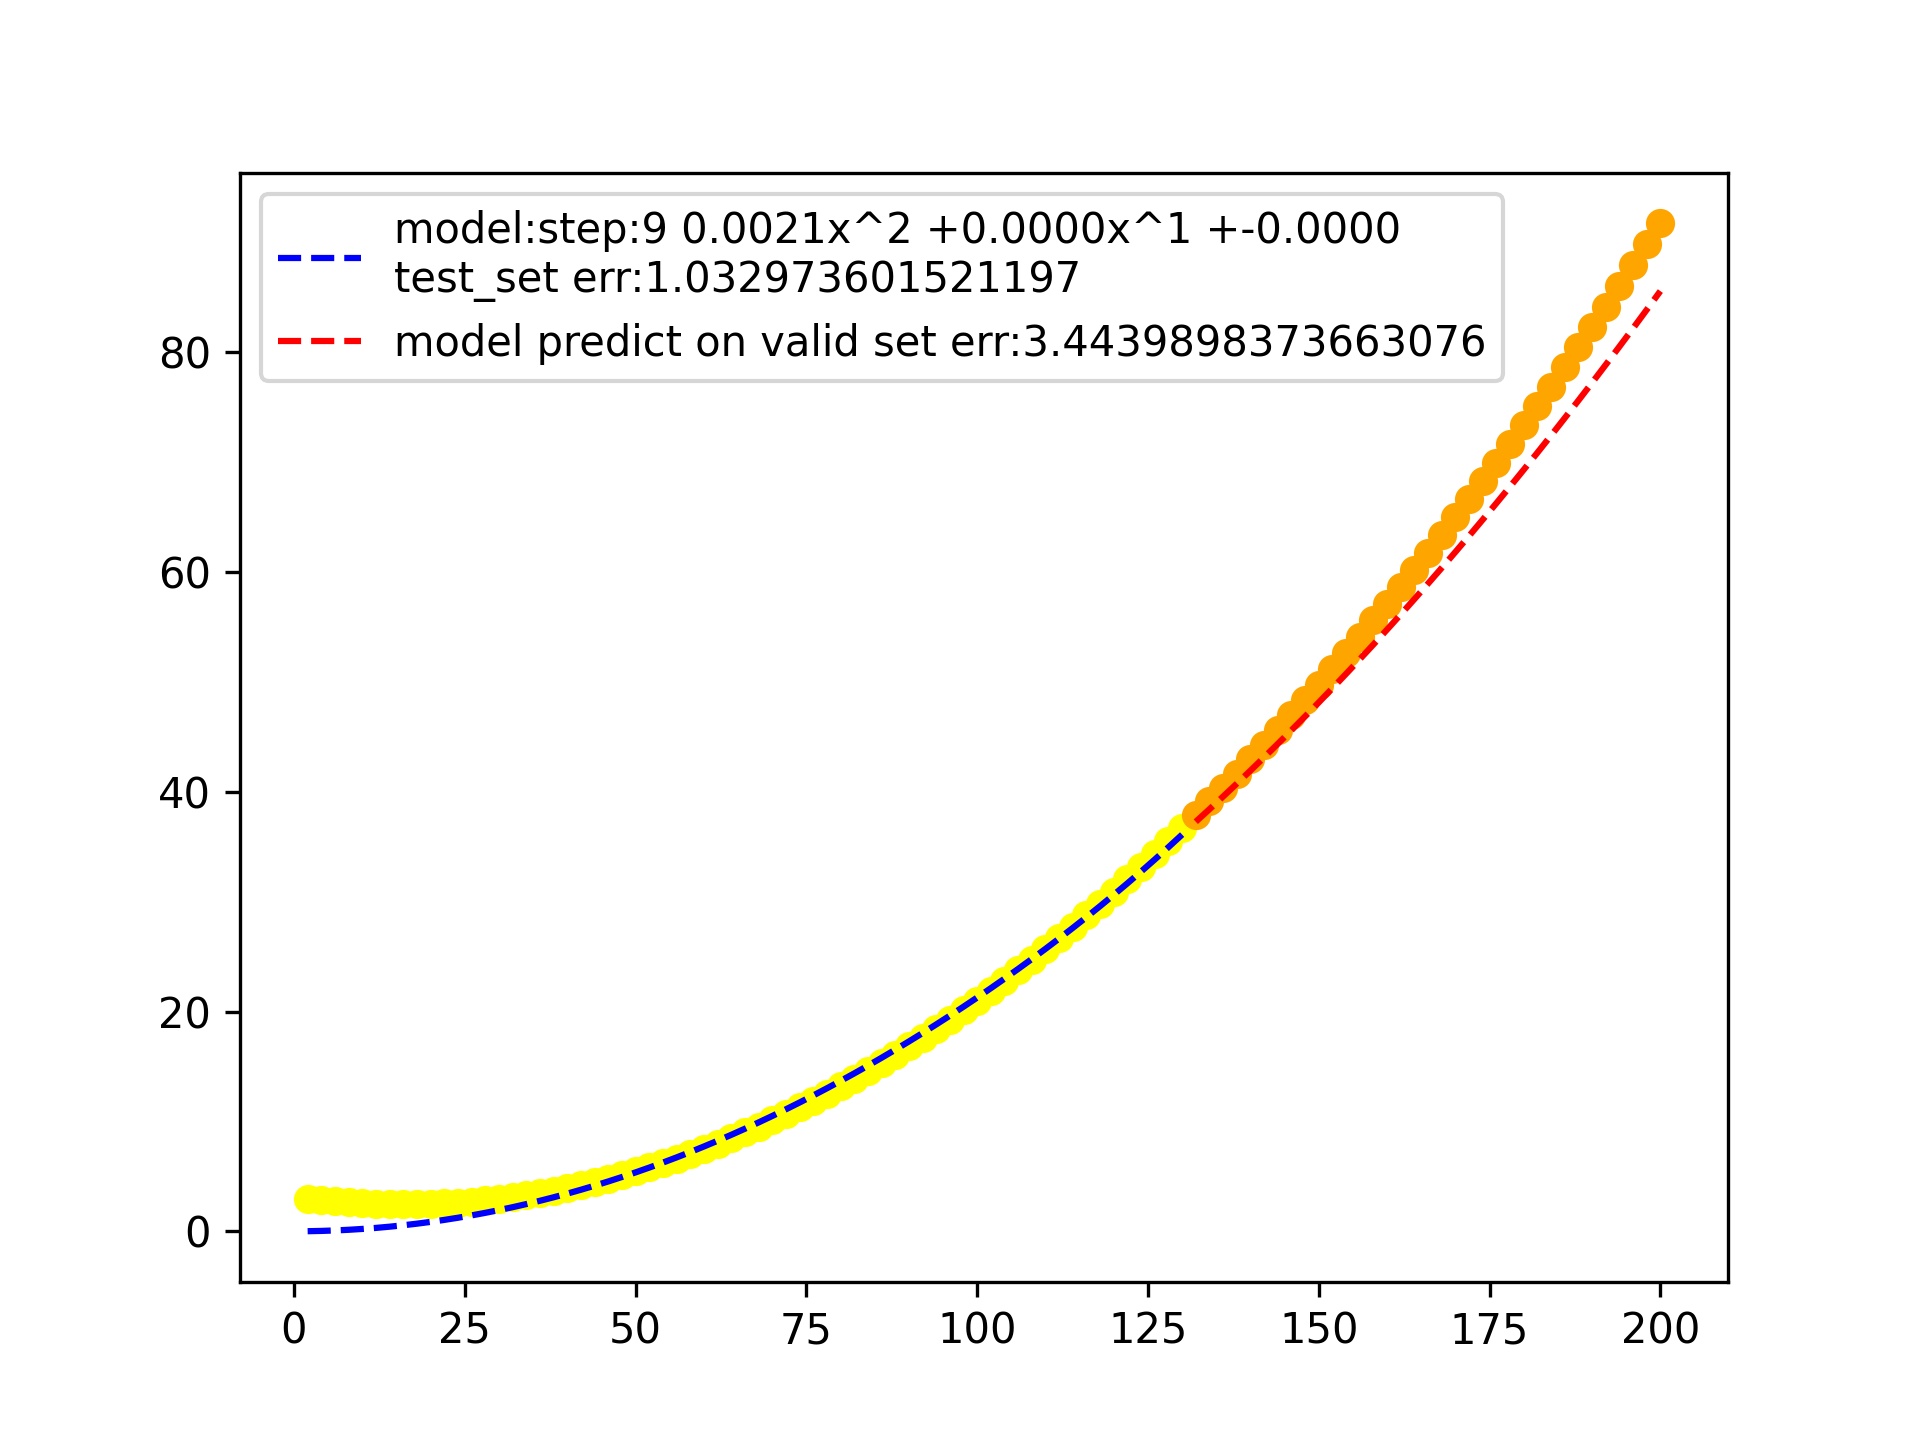 model:step:9 0.0021x^2 +0.0000x^1 +-0.0000
test_set err:1.032973601521197
model predict on valid set err:3.4439898373663076
80
60
40
20
0
0 25 50 75 100 125 150 175 200